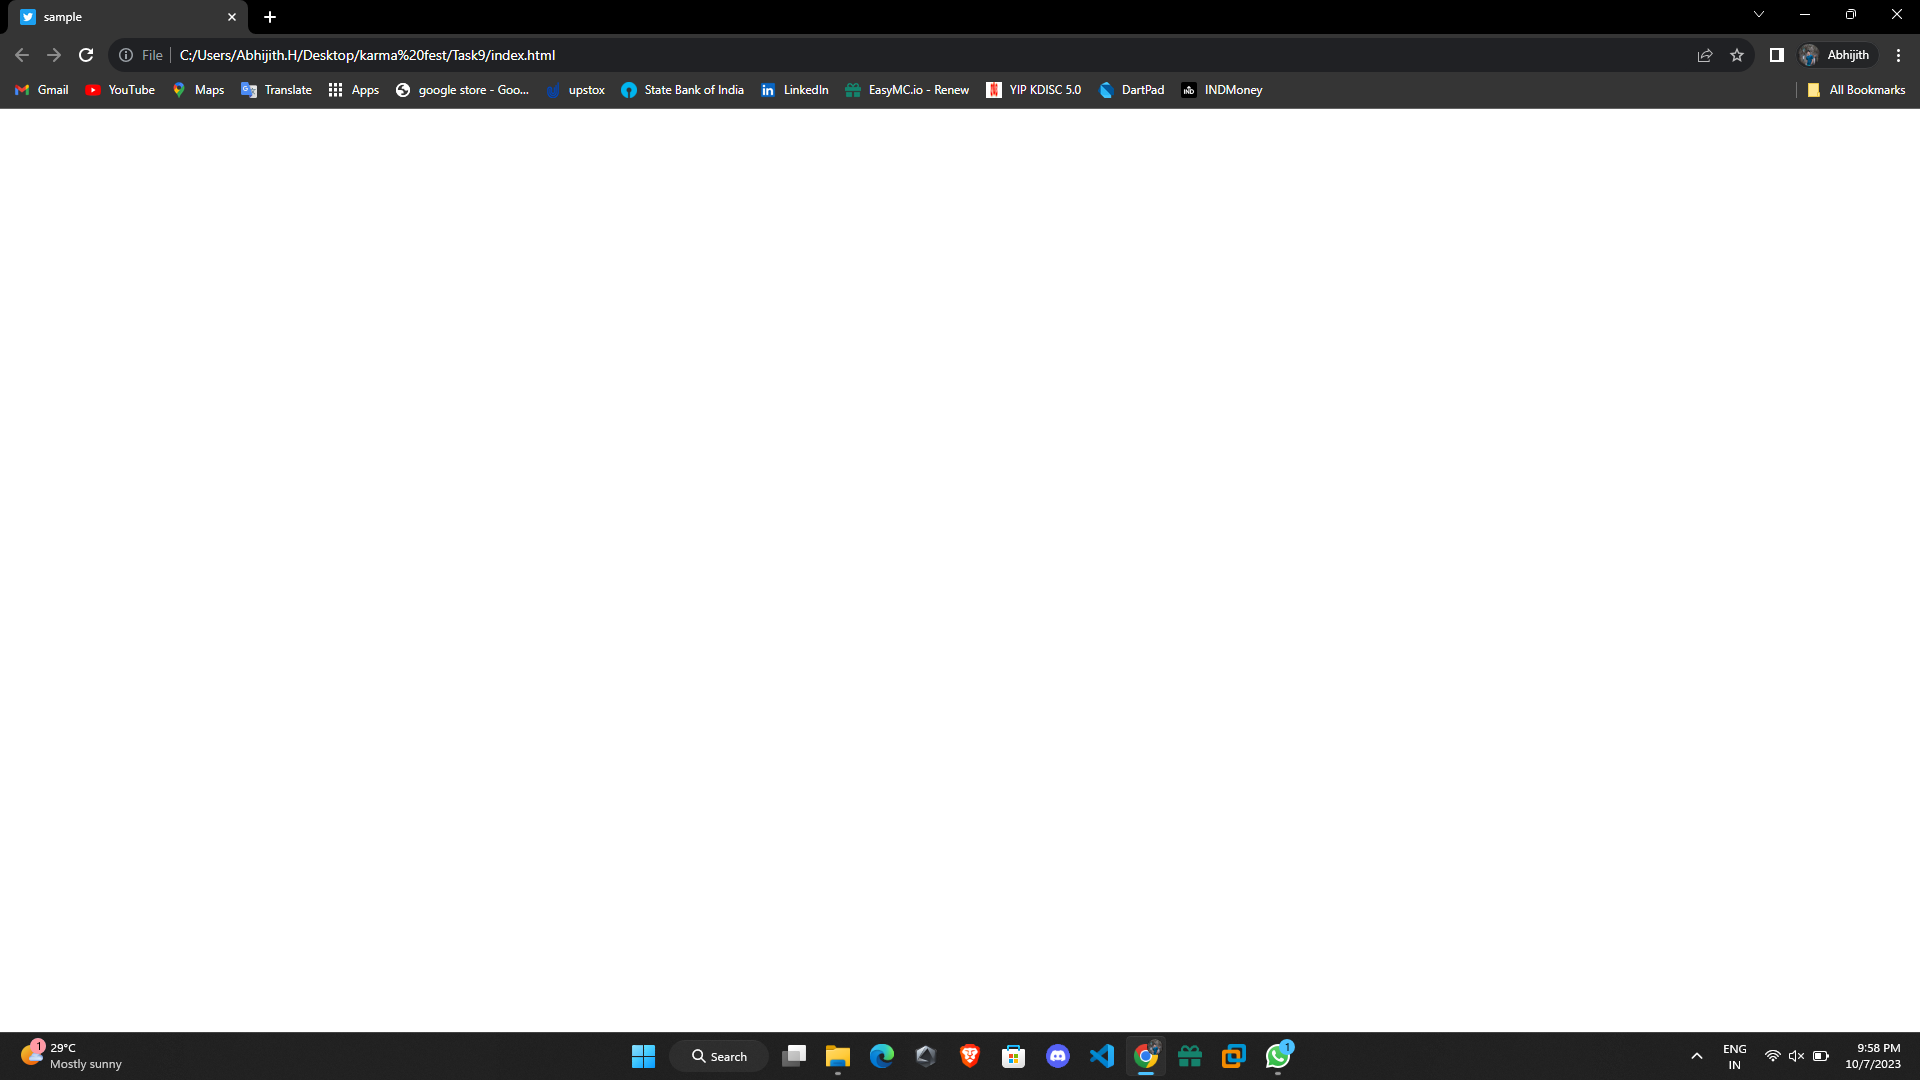 sample
File
C:/Users/Abhijith.H/Desktop/karma%20fest/Task9/index.html
Abhijith
Gmail
YouTube
Maps
Translate
Apps
google store - Goo...
upstox
State Bank of India
LinkedIn
EasyMC.io - Renew
YIP KDISC 5.0
DartPad
INDMoney
All Bookmarks
1
29°C
Mostly sunny
Search
1
ENG
IN
9:58 PM
10/7/2023